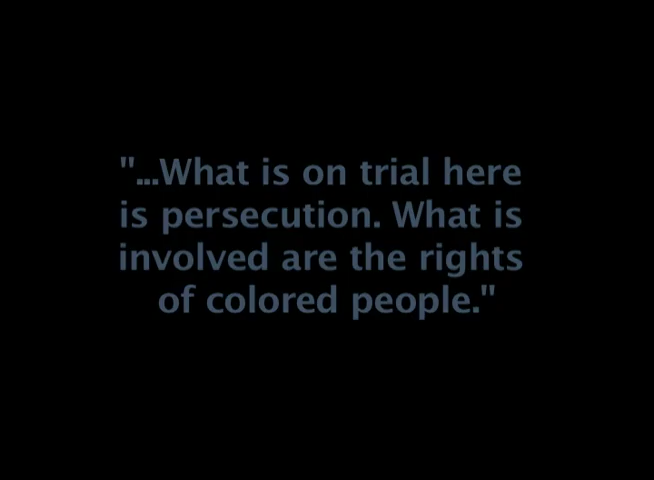 "...What is on trial here
is persecution. What is
involved are the rights
of colored people."